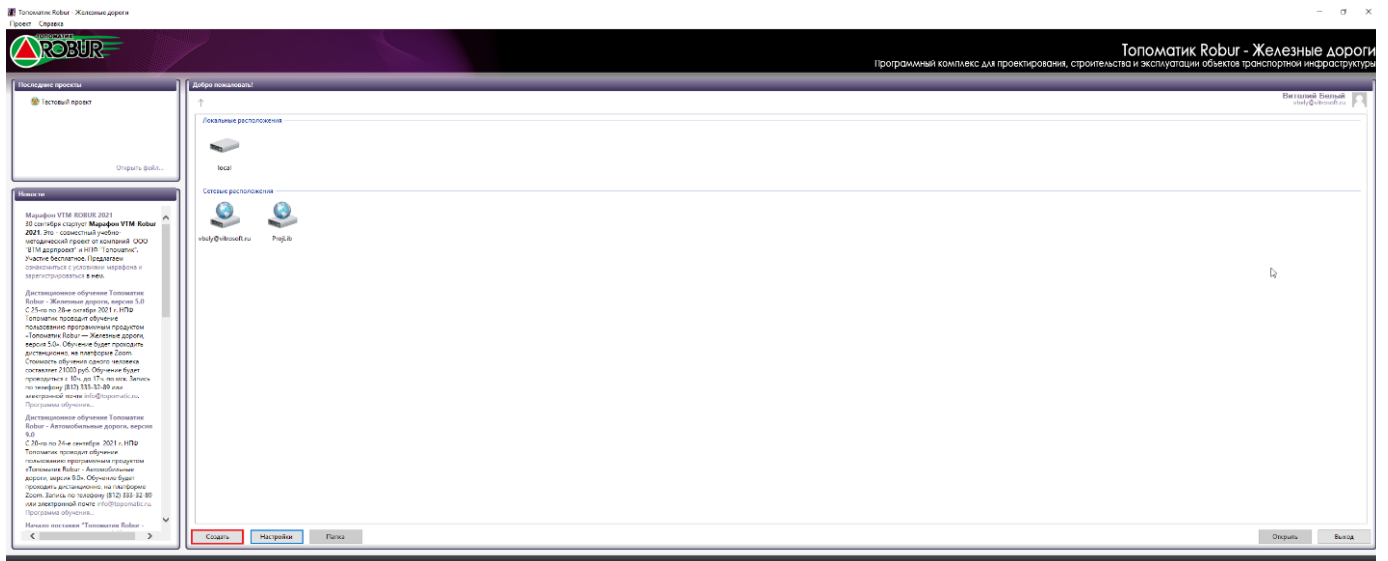 Топоматик Robur - Железные дороги
Проект Справка
ТОПОМАТИК
ROBUR
Топоматик Robur - Железные дороги
Программный комплекс для проектирования, строительства и эксплуатации объектов транспортной инфраструктуры
Последние проекты
Тестовый проект
Открыть файл...
Новости
Марафон VTM ROBUR 2021
30 сентября стартует Марафон VTM Robur
2021. Это - совместный учебно-
методический проект от компаний ООО
"ВТМ дорпроект" и НПФ "Топоматик".
Участие бесплатное. Предлагаем
ознакомиться с условиями марафона и
зарегистрироваться в нем.
Дистанционное обучение Топоматик
Robur - Железные дороги, версия 5.0
С 25-го по 28-е октября 2021 г. НПФ
Топоматик проводит обучение
пользованию программным продуктом
«Топоматик Robur — Железные дороги,
версия 5.0». Обучение будет проходить
дистанционно, на платформе Zoom.
Стоимость обучения одного человека
составляет 21000 руб. Обучение будет
проводиться с 10ч. до 17ч. по мск. Запись
по телефону (812) 333-32-89 или
электронной почте info@topomatic.ru.
Программа обучения...
Дистанционное обучение Топоматик
Robur - Автомобильные дороги, версия
9.0
С 20-го по 24-е сентября 2021 г. НПФ
Топоматик проводит обучение
пользованию программным продуктом
«Топоматик Robur - Автомобильные
дороги, версия 9.0». Обучение будет
проходить дистанционно, на платформе
Zoom. Запись по телефону (812) 333-32-89
или электронной почте info@topomatic.ru.
Программа обучения...
Начало поставки "Топоматик Robur -
Добро пожаловать!
Виталий Белый
vbely@vitrosoft.ru
Локальные расположения
local
Сетевые расположения
vbely@vitrosoft.ru ProjLib
Создать Настройки Папка Открыть Выход